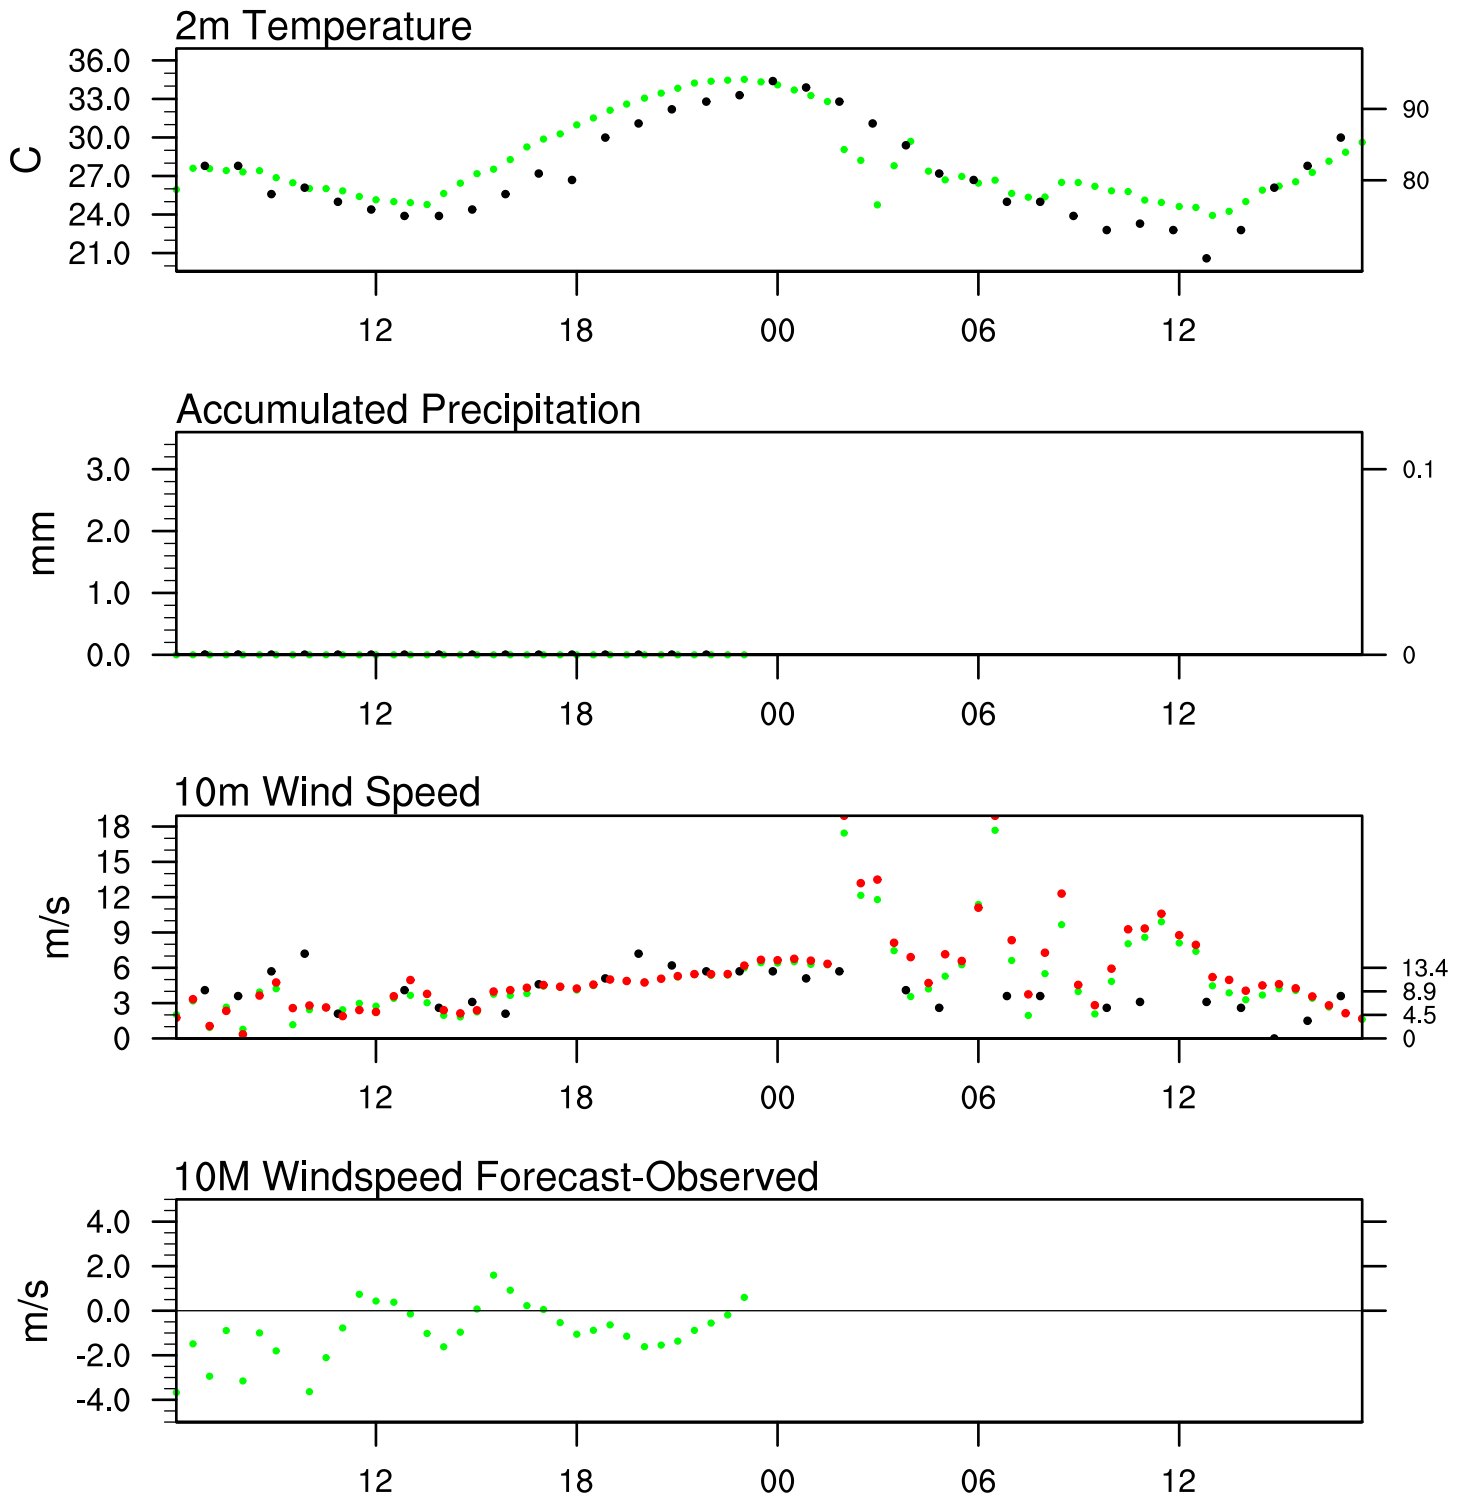 2m Temperature
36.0
33.0
30.0
27.0
24.0
21.0
C
90
80
12 18 00 06 12
Accumulated Precipitation
3.0
2.0
1.0
0.0
mm
0.1
0
12 18 00 06 12
10m Wind Speed
18
15
12
9
6
3
0
m/s
13.4
8.9
4.5
0
12 18 00 06 12
10M Windspeed Forecast-Observed
4.0
2.0
0.0
-2.0
-4.0
m/s
12 18 00 06 12